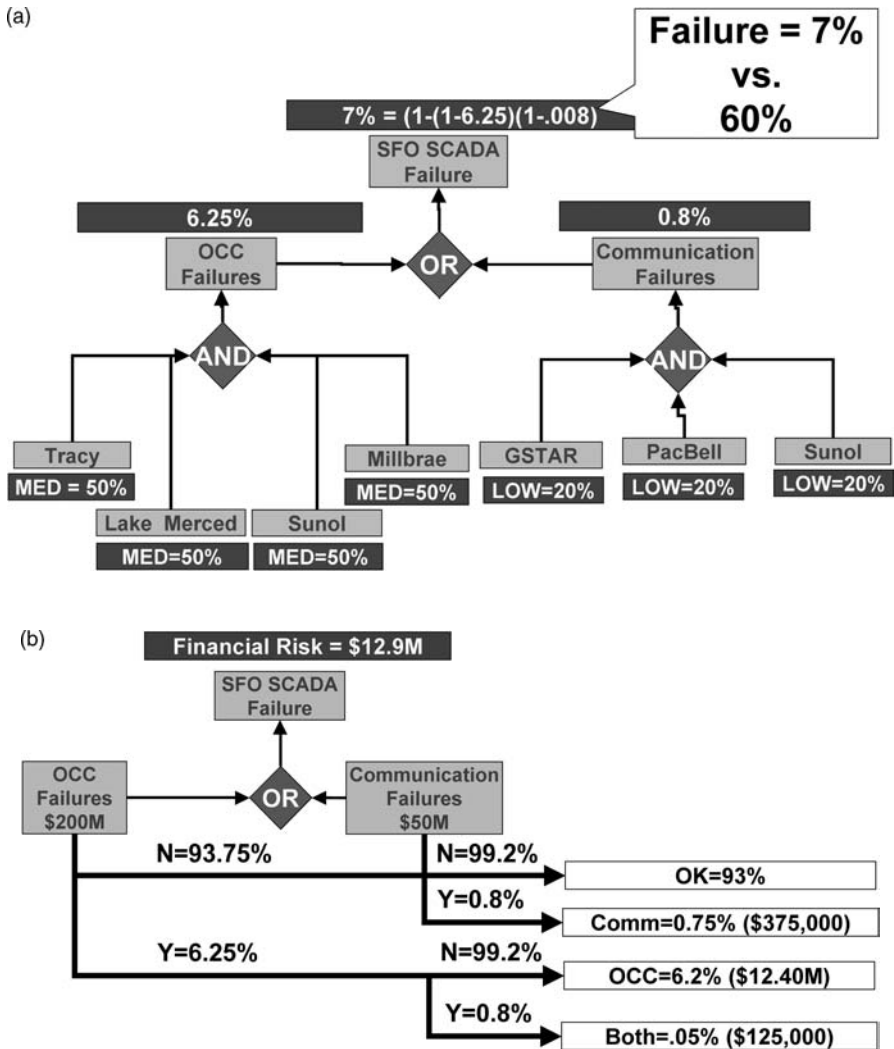 (a)
Failure = 7%
vs.
60%
7% = (1-(1-6.25)(1-.008)
SFO SCADA
Failure
6.25%
0.8%
OCC
Failures
OR
Communication
Failures
AND
AND
Tracy
MED = 50%
Millbrae
MED=50%
GSTAR
LOW=20%
PacBell
LOW=20%
Sunol
LOW=20%
Lake Merced
MED=50%
Sunol
MED=50%
(b)
Financial Risk = $12.9M
SFO SCADA
Failure
OCC
Failures
$200M
OR
Communication
Failures
$50M
N=93.75%
N=99.2%
OK=93%
Y=0.8%
Comm=0.75% ($375,000)
Y=6.25%
N=99.2%
OCC=6.2% ($12.40M)
Y=0.8%
Both=.05% ($125,000)